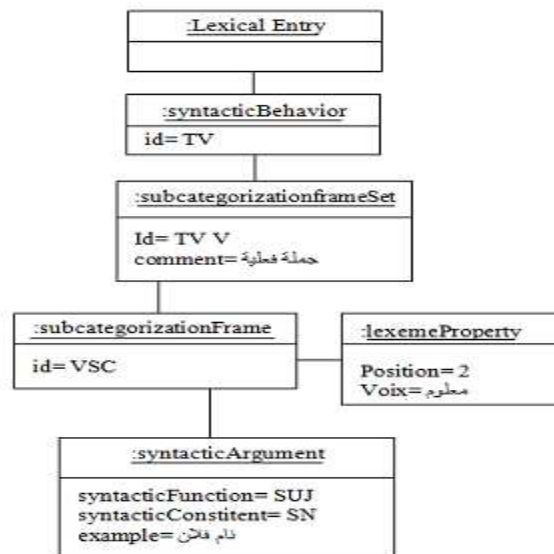 :Lexical Entry
:syntacticBehavior
id= TV
:subcategorizationframeSet
Id= TV V
comment= جملة فعلية
:subcategorizationFrame
id= VSC
:lexemeProperty
Position= 2
Voix= معلوم
:syntacticArgument
syntacticFunction= SUJ
syntacticConstitent= SN
example= نام فلان